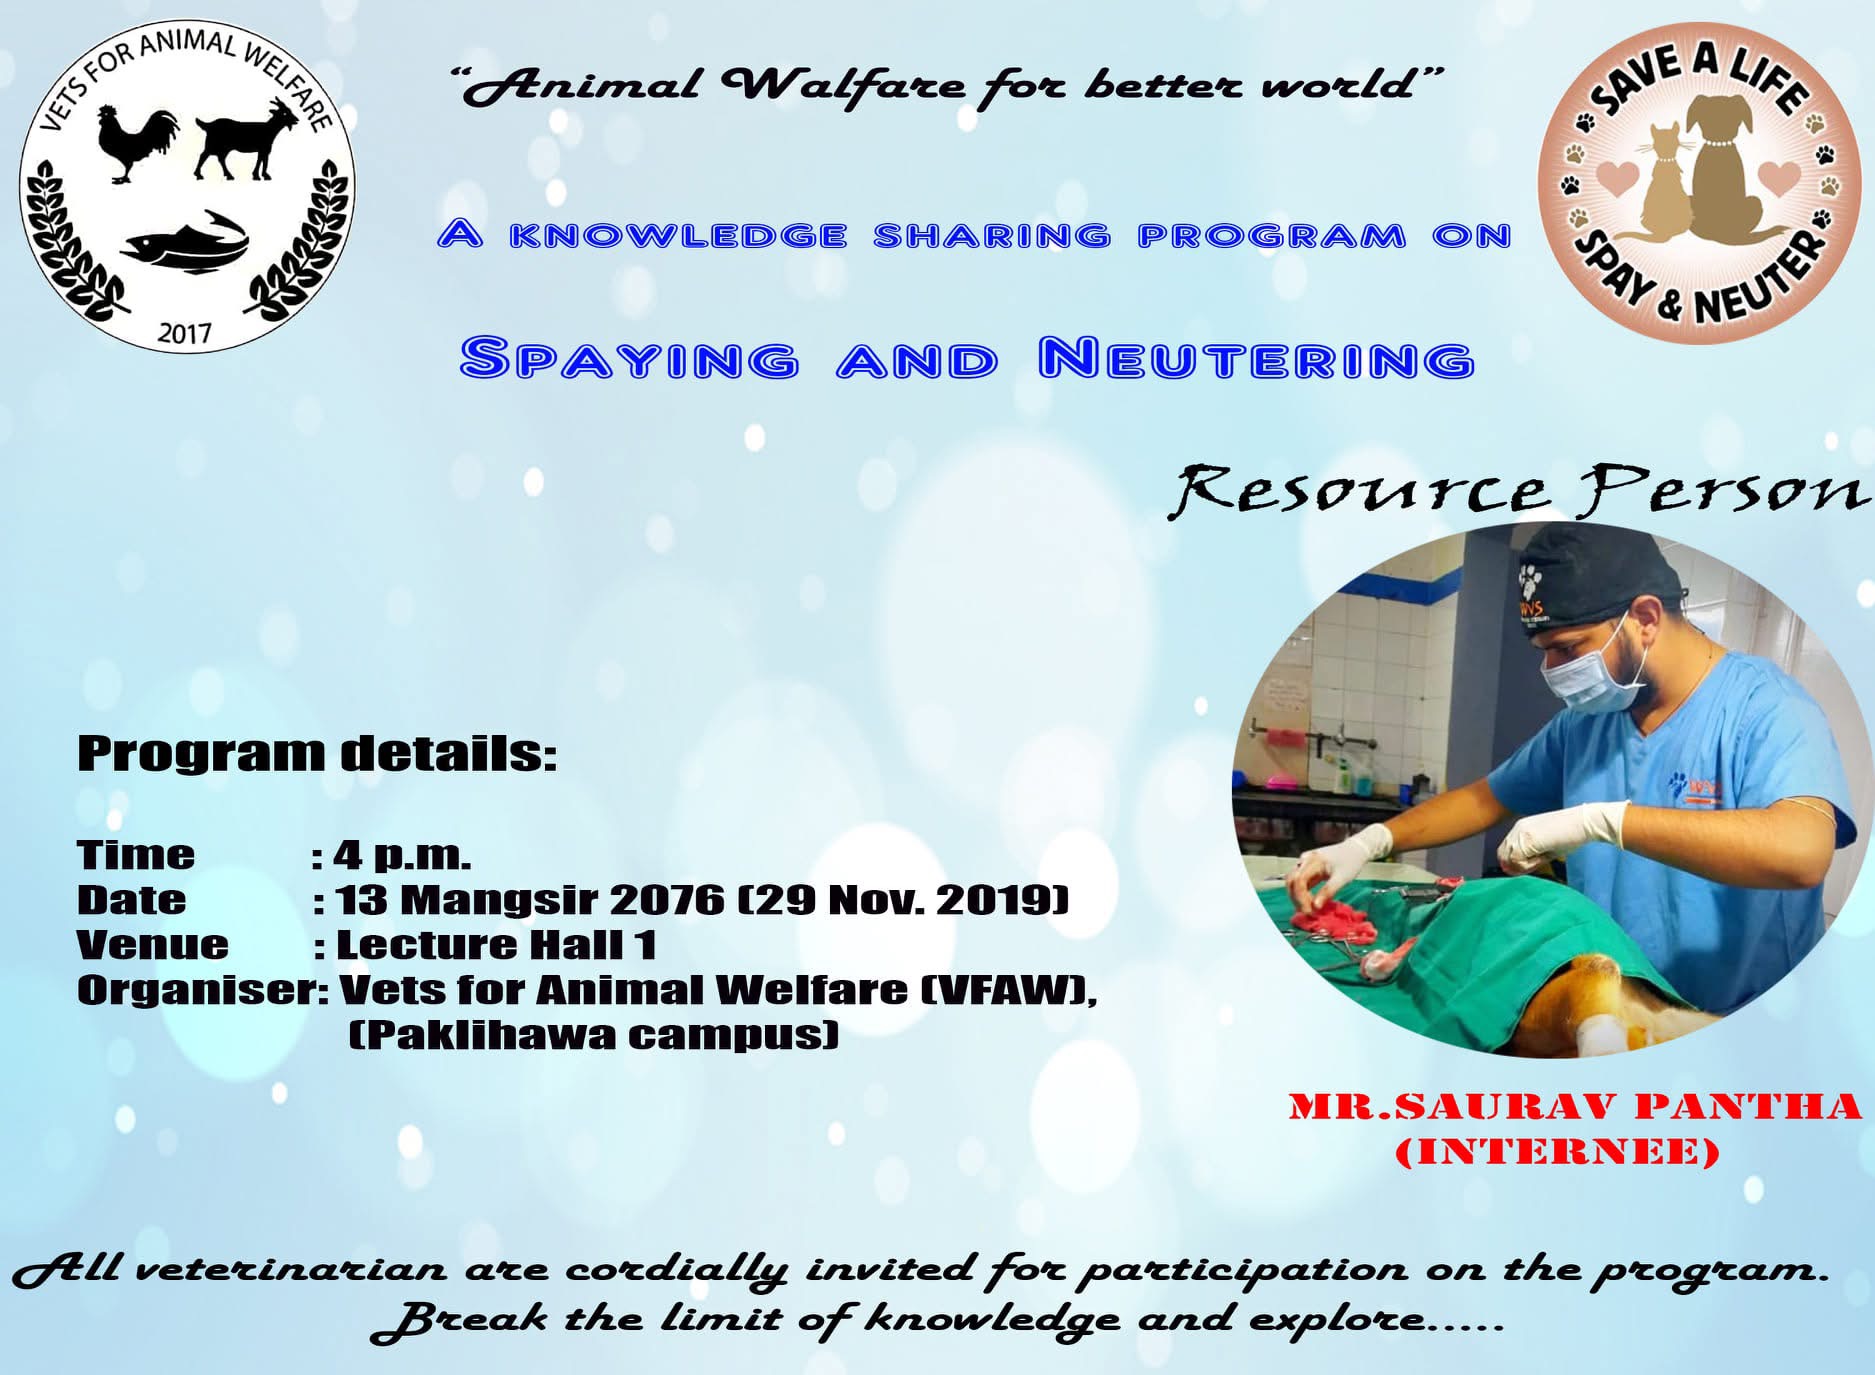 VETS FOR ANIMAL WELFARE
2017
“Animal Walfare for better world”
SAVE A LIFE
SPAY & NEUTER
A KNOWLEDGE SHARING PROGRAM ON
SPAYING AND NEUTERING
Resource Person
WVS
WVS
Program details:
Time : 4 p.m.
Date : 13 Mangsir 2076 (29 Nov. 2019)
Venue : Lecture Hall 1
Organiser: Vets for Animal Welfare (VFAW),
(Paklihawa campus)
MR.SAURAV PANTHA
(INTERNEE)
All veterinarian are cordially invited for participation on the program.
Break the limit of knowledge and explore.....